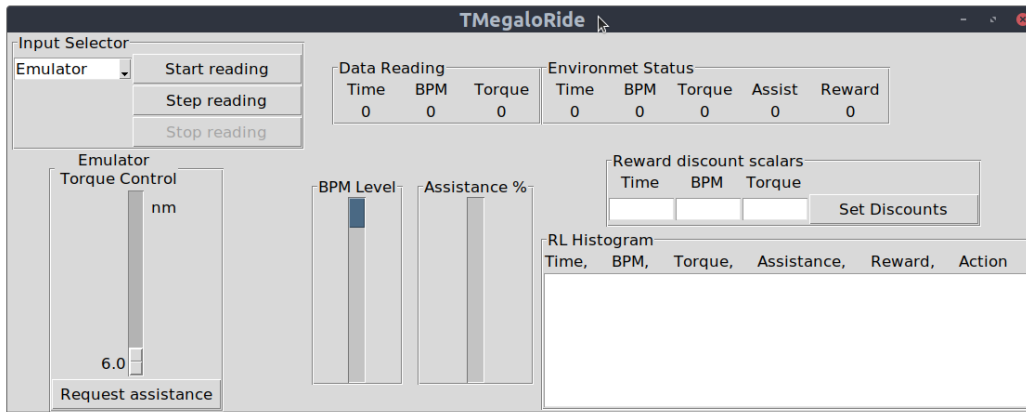 TMegaloRide
Input Selector
Emulator
Start reading
Step reading
Stop reading
Data Reading
Time BPM Torque
0 0 0
Environmet Status
Time BPM Torque Assist Reward
0 0 0 0 0
Emulator
Torque Control
nm
6.0
Request assistance
BPM Level
Assistance %
Reward discount scalars
Time BPM Torque
Set Discounts
RL Histogram
Time, BPM, Torque, Assistance, Reward, Action